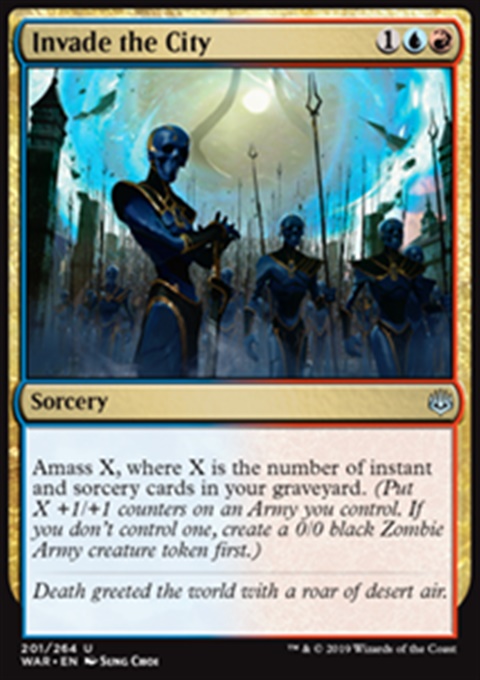 Invade the City 1
Sorcery
Amass X, where X is the number of instant
and sorcery cards in your graveyard. (Put
X +1/+1 counters on an Army you control. If
you don't control one, create a 0/0 black Zombie
Army creature token first.)
Death greeted the world with a roar of desert air.
201/264 U
WAR • EN Sung Choi
™ & © 2019 Wizards of the Coast